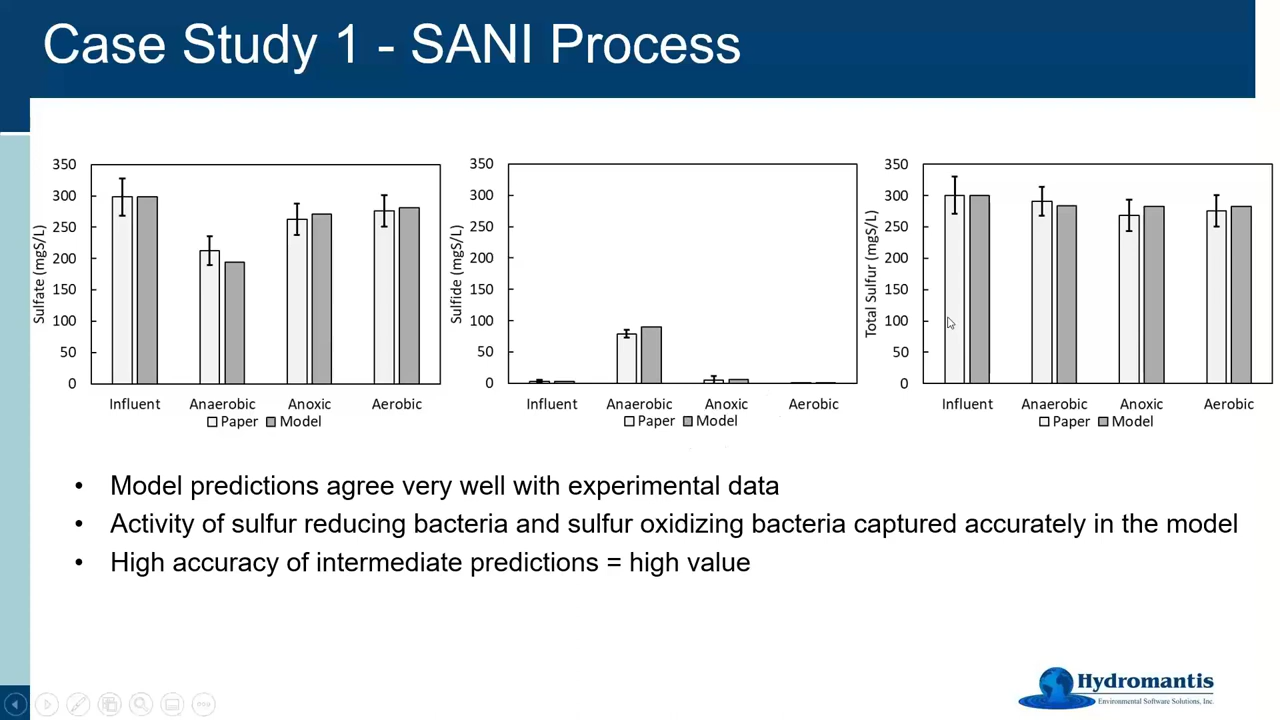 Case Study 1 - SANI Process
350
300
250
200
150
100
50
0
Sulfate (mgS/L)
Influent Anaerobic Anoxic Aerobic
Paper Model
350
300
250
200
150
100
50
0
Sulfide (mgS/L)
Influent Anaerobic Anoxic Aerobic
Paper Model
350
300
250
200
150
100
50
0
Total Sulfur (mgS/L)
Influent Anaerobic Anoxic Aerobic
Paper Model
• Model predictions agree very well with experimental data
• Activity of sulfur reducing bacteria and sulfur oxidizing bacteria captured accurately in the model
• High accuracy of intermediate predictions = high value
Hydromantis
Environmental Software Solutions, Inc.